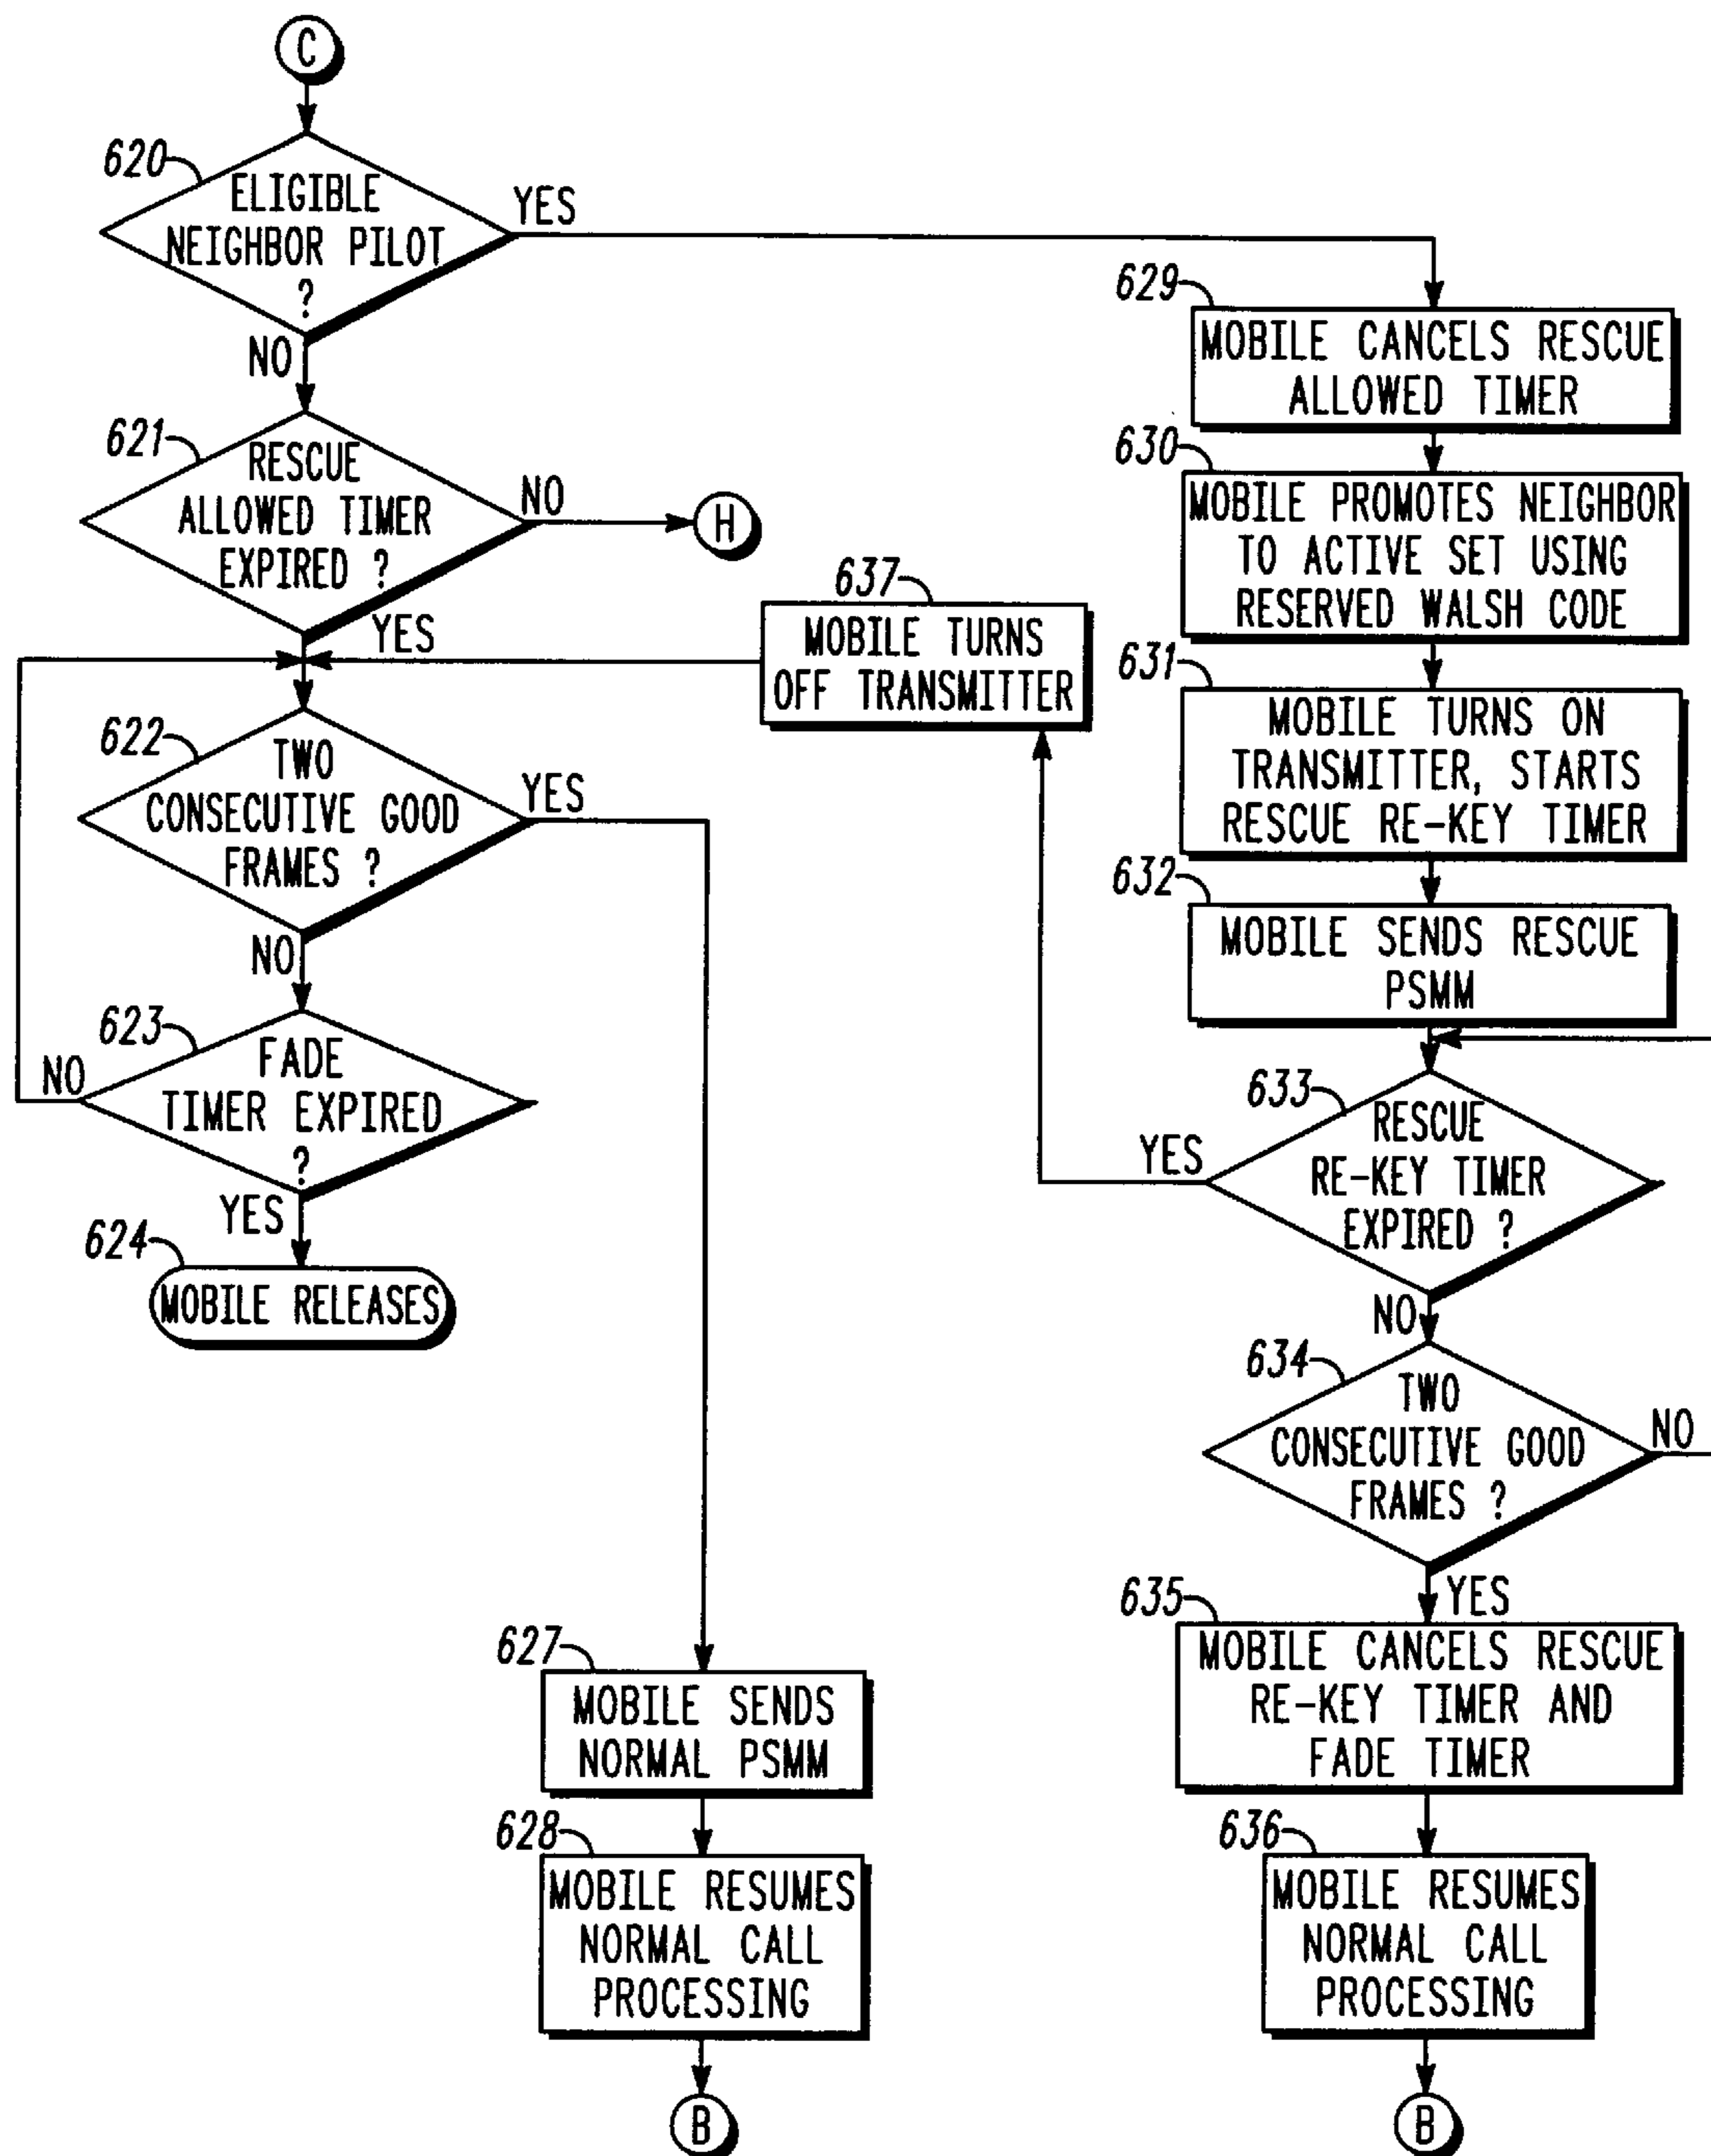 C
620
ELIGIBLE
NEIGHBOR PILOT
?
YES
NO
621
RESCUE
ALLOWED TIMER
EXPIRED ?
NO
H
YES
622
TWO
CONSECUTIVE GOOD
FRAMES ?
YES
NO
623
FADE
TIMER EXPIRED
?
NO
YES
624
MOBILE RELEASES
637
MOBILE TURNS
OFF TRANSMITTER
627
MOBILE SENDS
NORMAL PSMM
628
MOBILE RESUMES
NORMAL CALL
PROCESSING
B
629
MOBILE CANCELS RESCUE
ALLOWED TIMER
630
MOBILE PROMOTES NEIGHBOR
TO ACTIVE SET USING
RESERVED WALSH CODE
631
MOBILE TURNS ON
TRANSMITTER, STARTS
RESCUE RE-KEY TIMER
632
MOBILE SENDS RESCUE
PSMM
633
RESCUE
RE-KEY TIMER
EXPIRED ?
YES
NO
634
TWO
CONSECUTIVE GOOD
FRAMES ?
NO
YES
635
MOBILE CANCELS RESCUE
RE-KEY TIMER AND
FADE TIMER
636
MOBILE RESUMES
NORMAL CALL
PROCESSING
B